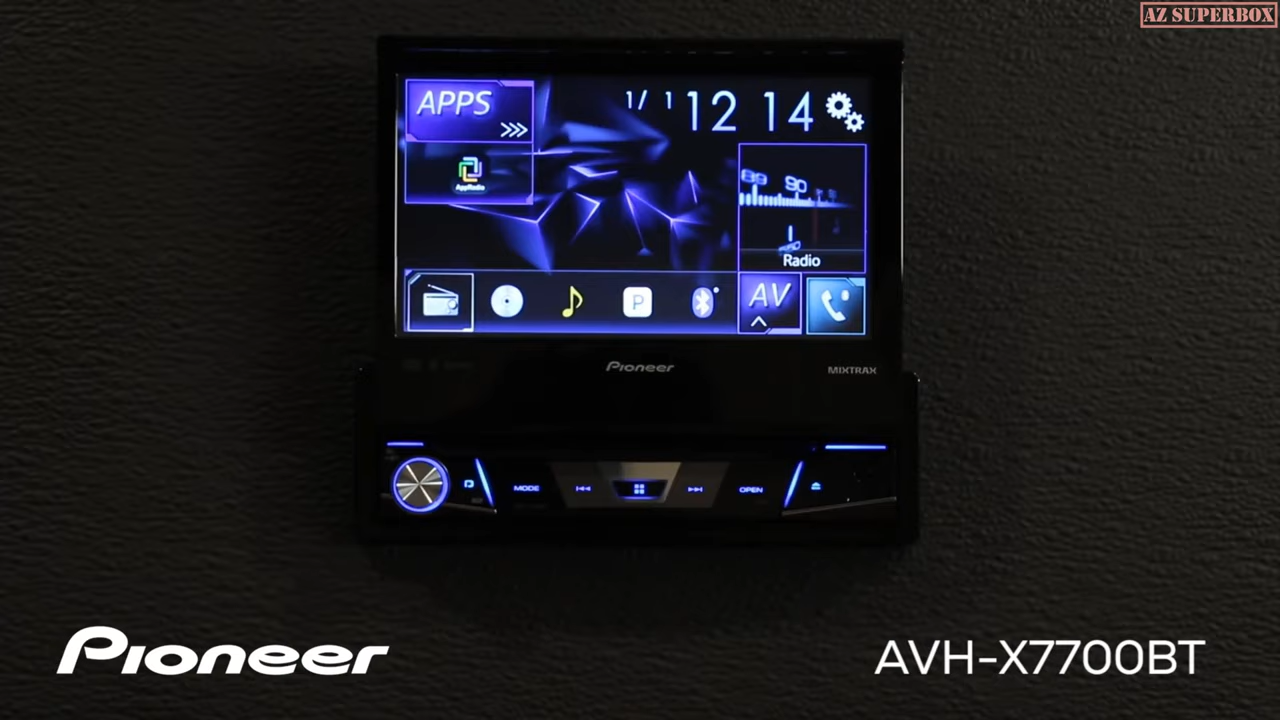 AZ SUPERBOX
APPS
1/ 1 12 14
AppRadio
89 90
Radio
P
AV
Pioneer
MIXTRAX
MODE
OPEN
Pioneer
AVH-X7700BT